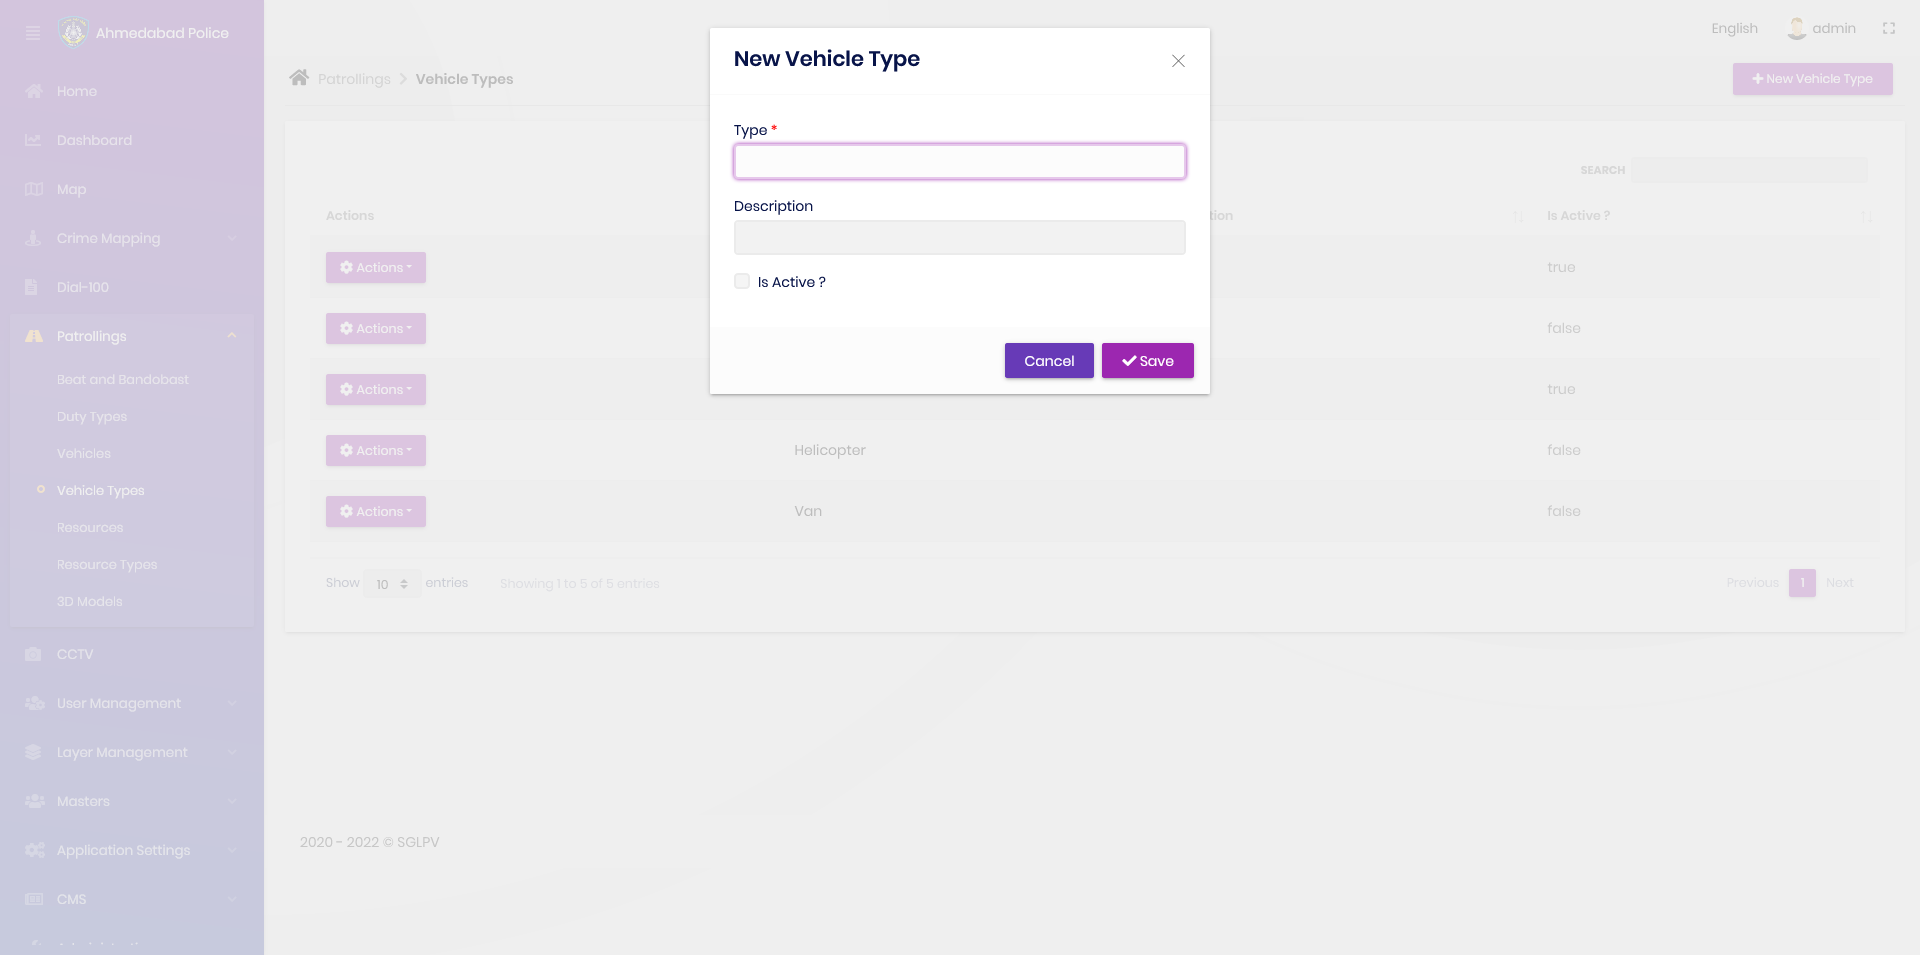 Ahmedabad Police
Home
Dashboard
Map
Crime Mapping
Dial-100
Patrollings
Beat and Bandobast
Duty Types
Vehicles
Vehicle Types
Resources
Resource Types
3D Models
CCTV
User Management
Layer Management
Masters
Application Settings
CMS
English
admin
Patrollings > Vehicle Types
New Vehicle Type
New Vehicle Type
Type *
Description
Is Active ?
Cancel
Save
SEARCH
Actions
Is Active ?
Actions
true
Actions
false
Actions
true
Actions
Helicopter
false
Actions
Van
false
Show 10 entries
Showing 1 to 5 of 5 entries
Previous 1 Next
2020 - 2022 © SGLPV